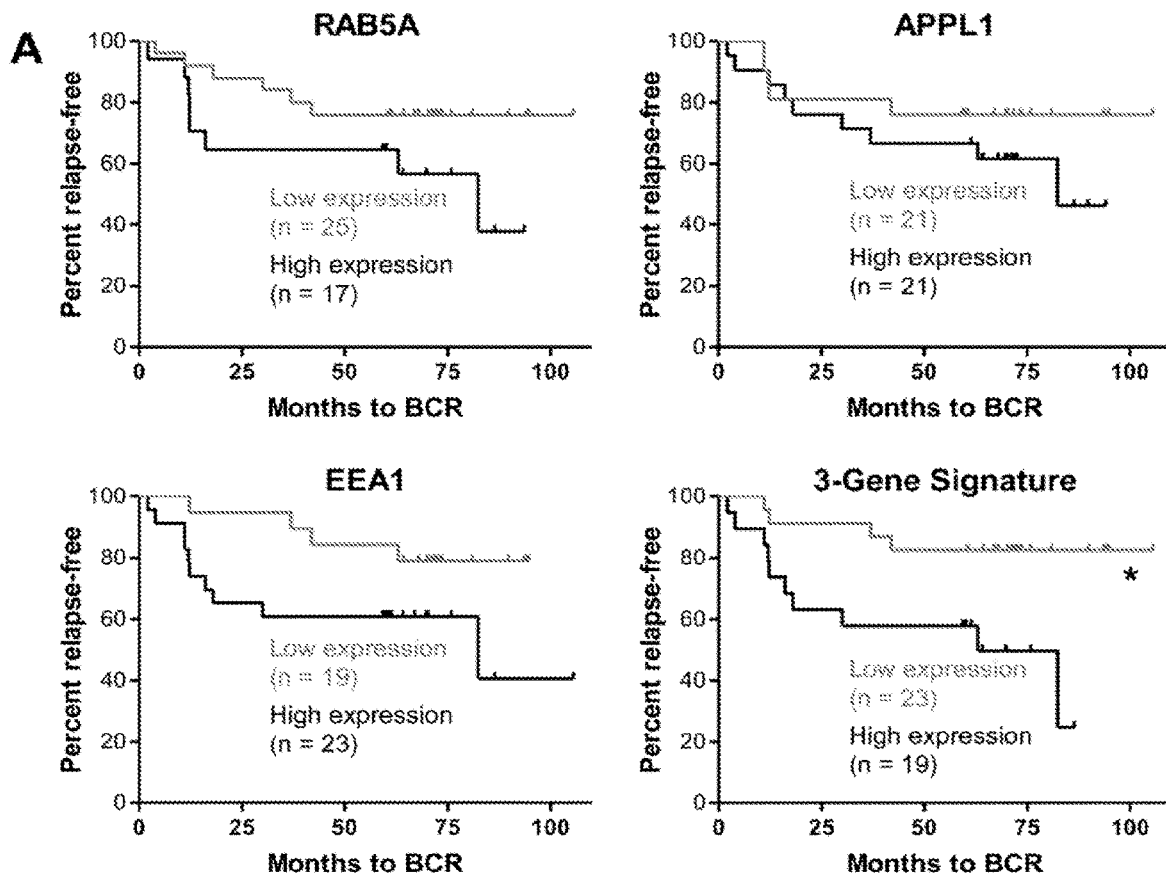 A
RAB5A
Percent relapse-free
100
80
60
40
20
0
Low expression
(n = 25)
High expression
(n = 17)
0 25 50 75 100
Months to BCR
APPL1
Percent relapse-free
100
80
60
40
20
0
Low expression
(n = 21)
High expression
(n = 21)
0 25 50 75 100
Months to BCR
EEA1
Percent relapse-free
100
80
60
40
20
0
Low expression
(n = 19)
High expression
(n = 23)
0 25 50 75 100
Months to BCR
3-Gene Signature
Percent relapse-free
100
80
60
40
20
0
*
Low expression
(n = 23)
High expression
(n = 19)
0 25 50 75 100
Months to BCR